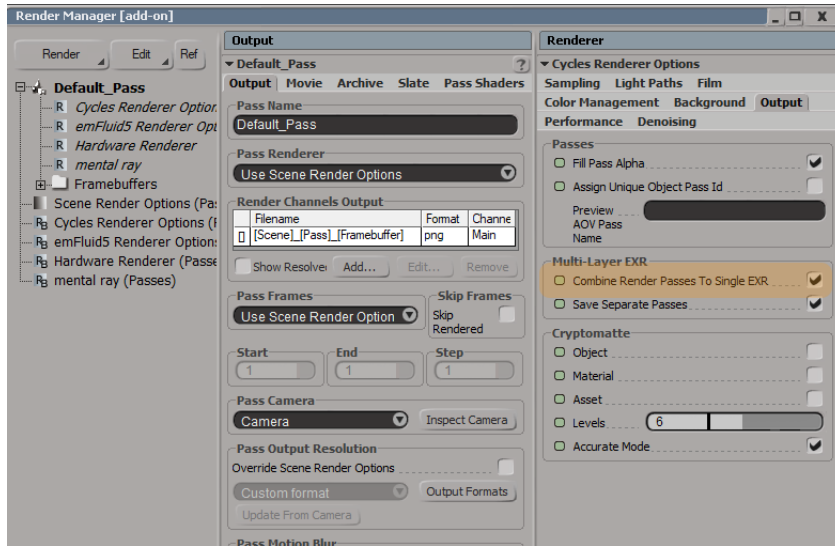 Render Manager [add-on]
Render
Edit
Ref
Default_Pass
R Cycles Renderer Option
R emFluid5 Renderer Opt
R Hardware Renderer
R mental ray
Framebuffers
Scene Render Options (Pa
Cycles Renderer Options (
emFluid5 Renderer Option
Hardware Renderer (Passe
mental ray (Passes)
Output
Default_Pass
?
Output Movie Archive Slate Pass Shaders
Pass Name
Default_Pass
Pass Renderer
Use Scene Render Options
Render Channels Output
Filename Format Channe
[Scene]_[Pass]_[Framebuffer] png Main
Show Resolve Add... Edit... Remove
Pass Frames
Use Scene Render Option
Skip Frames
Skip
Rendered
Start
1
End
1
Step
1
Pass Camera
Camera
Inspect Camera
Pass Output Resolution
Override Scene Render Options
Custom format
Output Formats
Update From Camera
Pass Motion Blur
Renderer
Cycles Renderer Options
Sampling Light Paths Film
Color Management Background Output
Performance Denoising
Passes
Fill Pass Alpha
Assign Unique Object Pass Id
Preview
AOV Pass
Name
Multi-Layer EXR
Combine Render Passes To Single EXR
Save Separate Passes
Cryptomatte
Object
Material
Asset
Levels 6
Accurate Mode